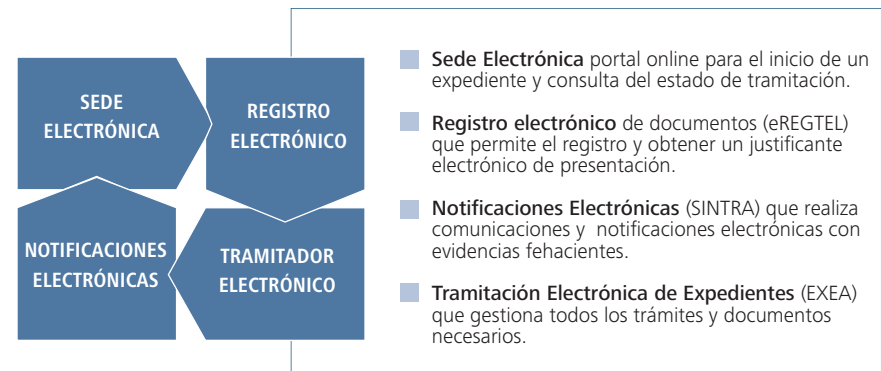 SEDE
ELECTRÓNICA
REGISTRO
ELECTRÓNICO
NOTIFICACIONES
ELECTRÓNICAS
TRAMITADOR
ELECTRÓNICO
Sede Electrónica portal online para el inicio de un
expediente y consulta del estado de tramitación.
Registro electrónico de documentos (eREGTEL)
que permite el registro y obtener un justificante
electrónico de presentación.
Notificaciones Electrónicas (SINTRA) que realiza
comunicaciones y notificaciones electrónicas con
evidencias fehacientes.
Tramitación Electrónica de Expedientes (EXEA)
que gestiona todos los trámites y documentos
necesarios.